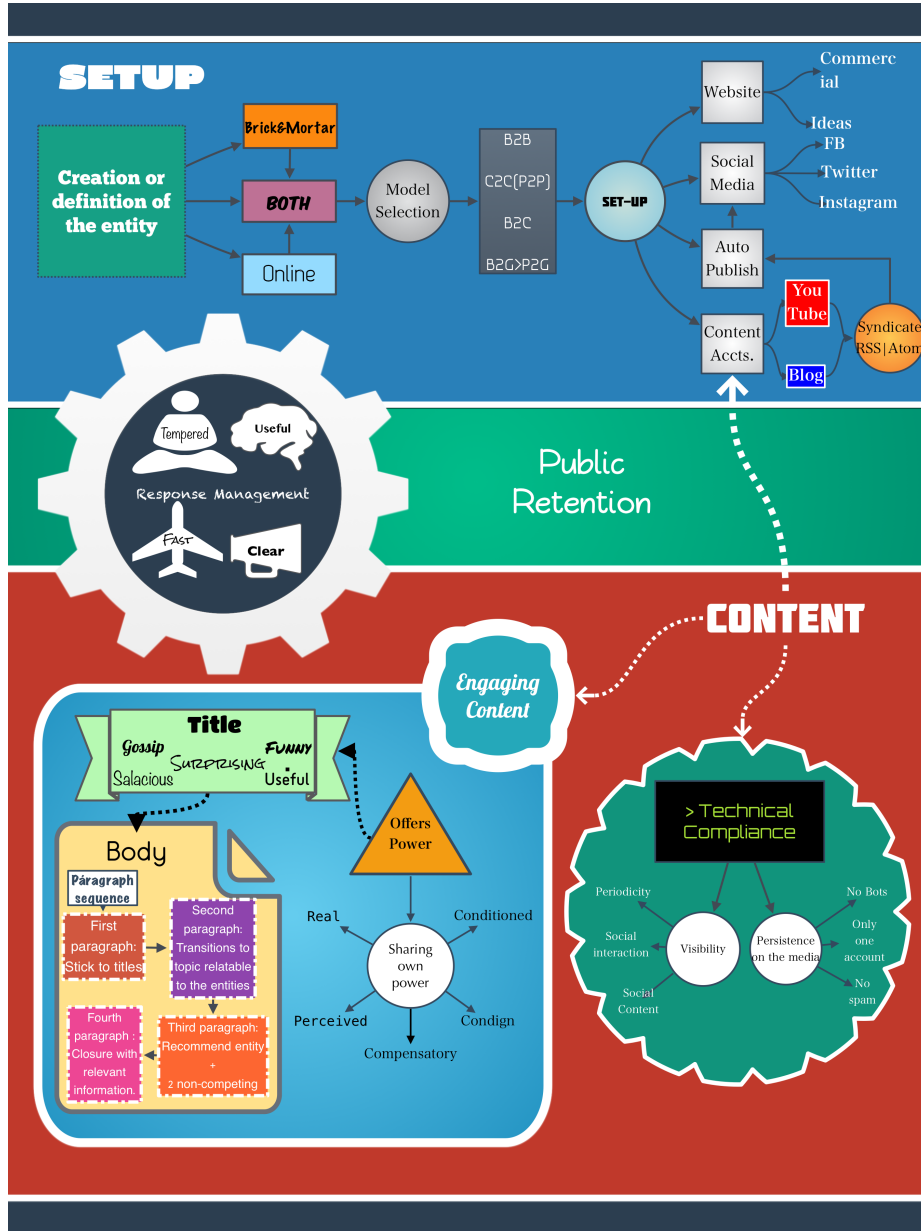 SETUP
Creation or
definition of
the entity
Brick&Mortar
BOTH
Online
Model
Selection
B2B
C2C(P2P)
B2C
B2G>P2G
SET-UP
Website
Commerc
ial
Ideas
Social
Media
FB
Twitter
Instagram
Auto
Publish
Content
Accts.
You
Tube
Blog
Syndicate
RSS|Atom
Tempered
Useful
Response Management
FAST
Clear
Public
Retention
CONTENT
Engaging
Content
Title
Gossip
FUNNY
SURPRISING
Salacious
Useful
Body
Páragraph
sequence
First
paragraph:
Stick to titles
Second
paragraph:
Transitions to
topic relatable
to the entities
Third paragraph:
Recommend entity
+
2 non-competing
Fourth
paragraph :
Closure with
relevant
information.
Offers
Power
Sharing
own
power
Real
Conditioned
Perceived
Condign
Compensatory
> Technical
Compliance
Visibility
Periodicity
Social
interaction
Social
Content
Persistence
on the media
No Bots
Only
one
account
No
spam